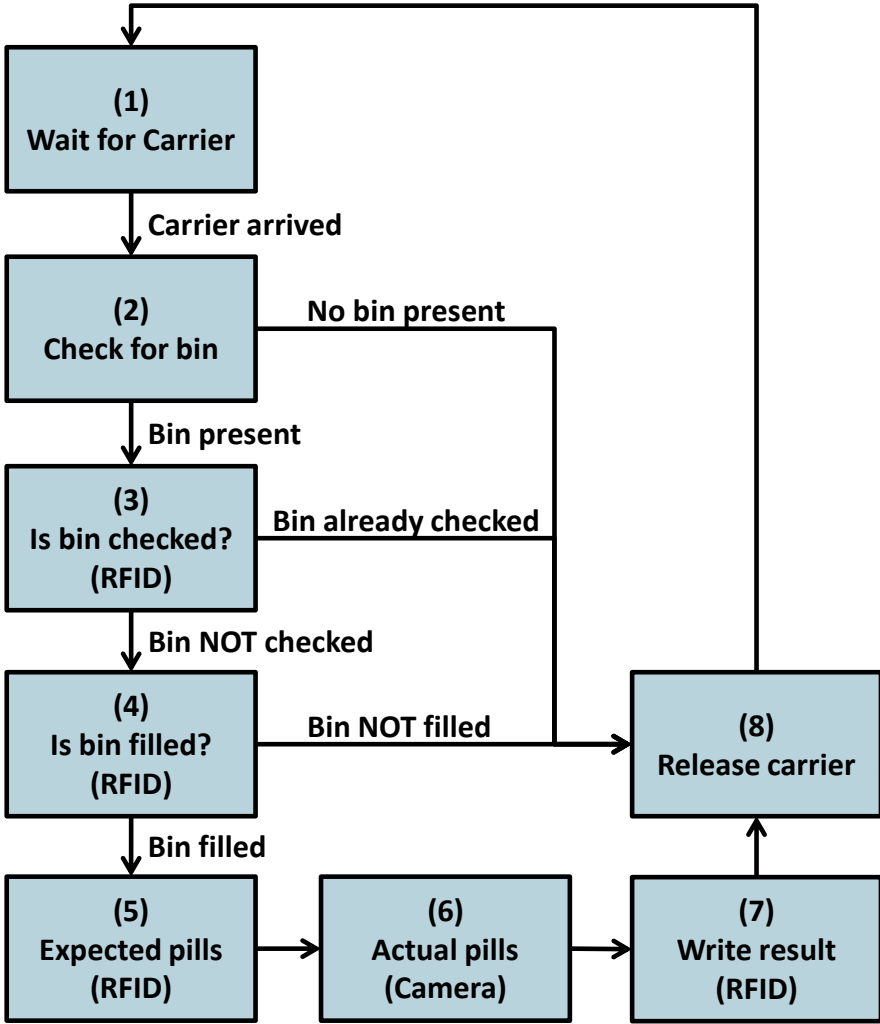 (1)
Wait for Carrier
Carrier arrived
(2)
Check for bin
No bin present
Bin present
(3)
Is bin checked?
(RFID)
Bin already checked
Bin NOT checked
(4)
Is bin filled?
(RFID)
Bin NOT filled
(8)
Release carrier
Bin filled
(5)
Expected pills
(RFID)
(6)
Actual pills
(Camera)
(7)
Write result
(RFID)